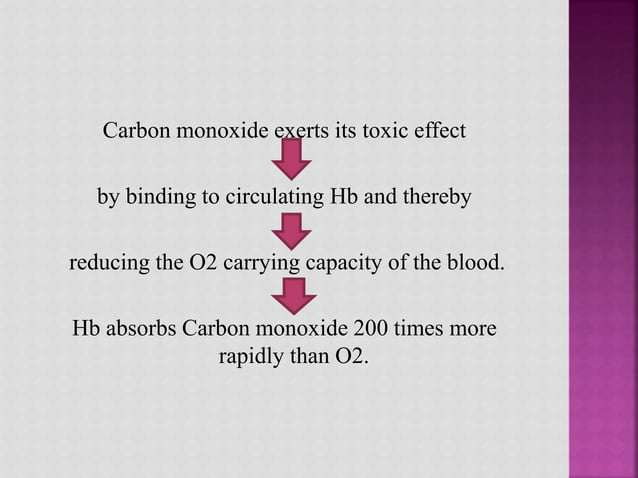 Carbon monoxide exerts its toxic effect
by binding to circulating Hb and thereby
reducing the O2 carrying capacity of the blood.
Hb absorbs Carbon monoxide 200 times more
rapidly than O2.